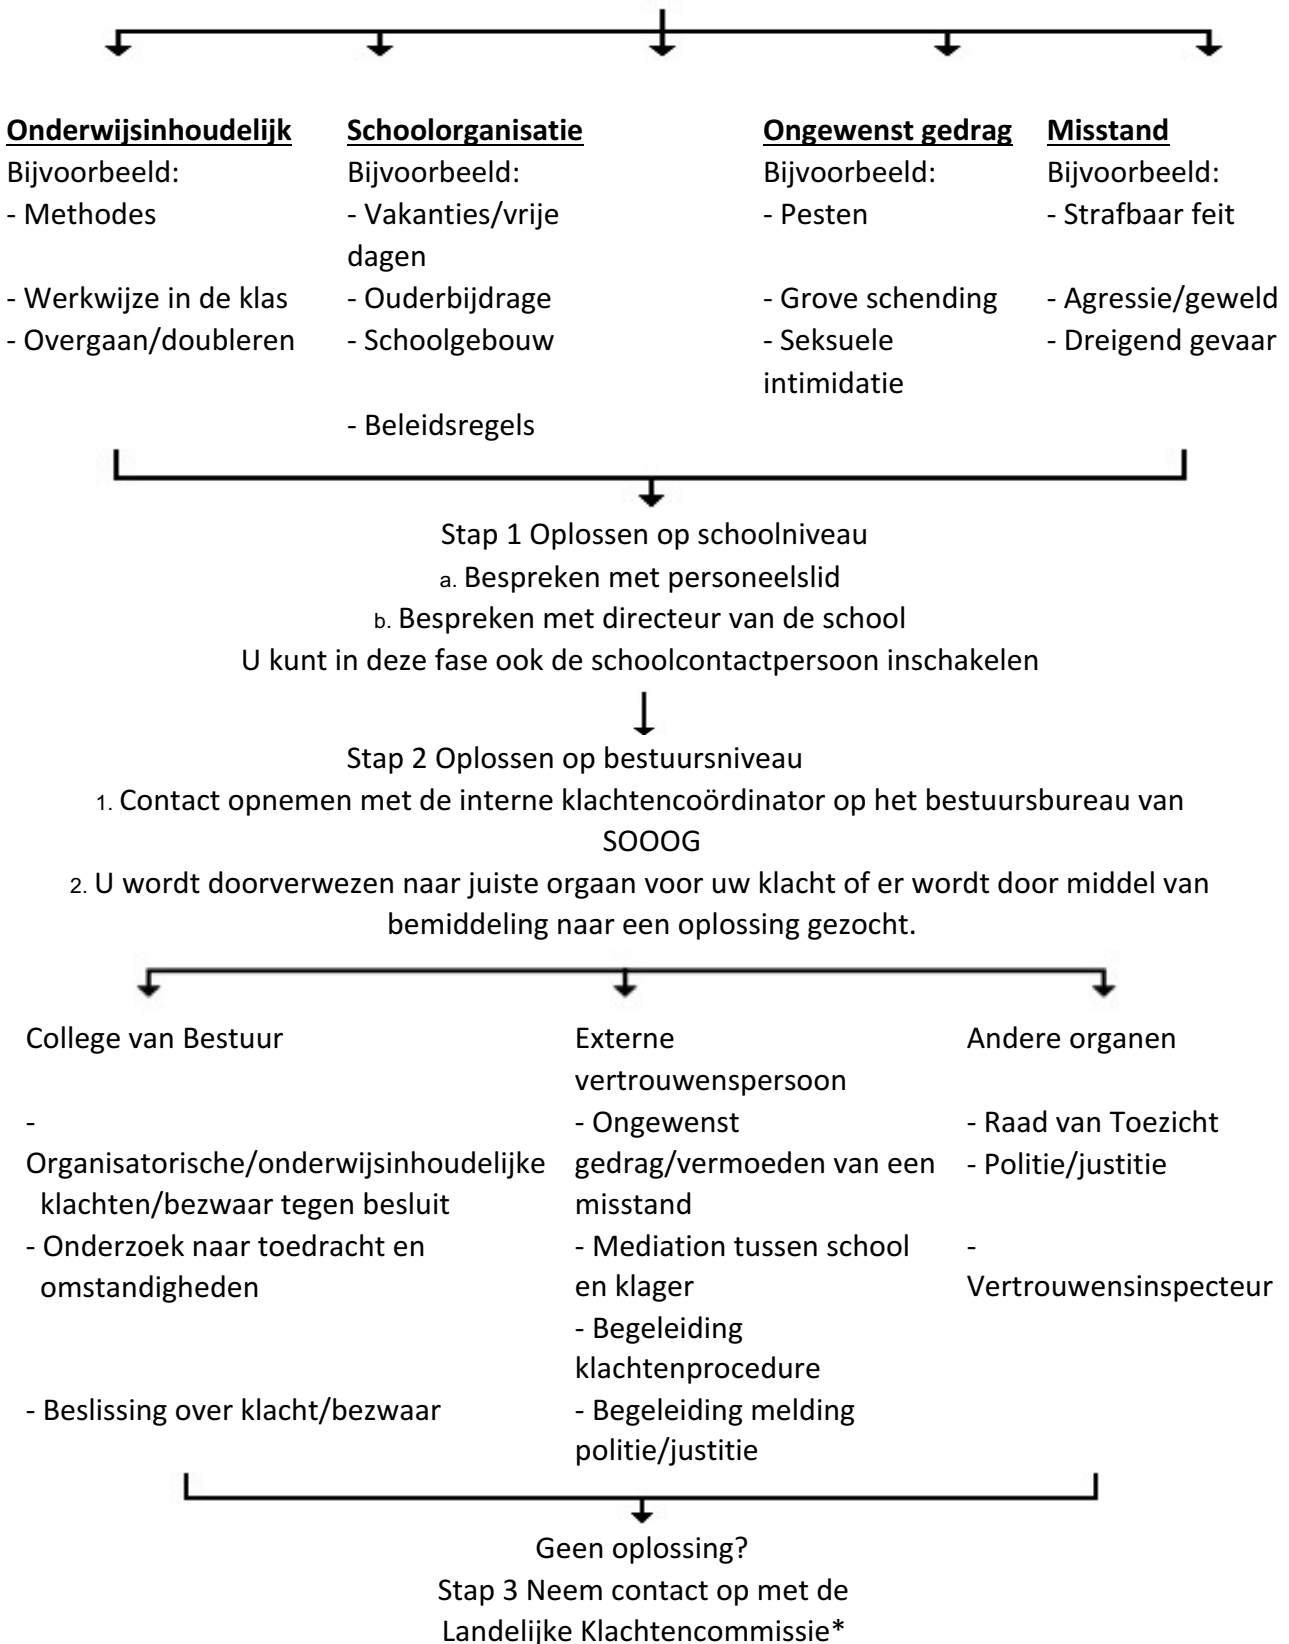 Onderwijsinhoudelijk
Bijvoorbeeld:
- Methodes
- Werkwijze in de klas
- Overgaan/doubleren
Schoolorganisatie
Bijvoorbeeld:
- Vakanties/vrije
dagen
- Ouderbijdrage
- Schoolgebouw
- Beleidsregels
Ongewenst gedrag
Bijvoorbeeld:
- Pesten
- Grove schending
- Seksuele
intimidatie
Misstand
Bijvoorbeeld:
- Strafbaar feit
- Agressie/geweld
- Dreigend gevaar
Stap 1 Oplossen op schoolniveau
a. Bespreken met personeelslid
b. Bespreken met directeur van de school
U kunt in deze fase ook de schoolcontactpersoon inschakelen
Stap 2 Oplossen op bestuursniveau
1. Contact opnemen met de interne klachtencoördinator op het bestuursbureau van
SOOOG
2. U wordt doorverwezen naar juiste orgaan voor uw klacht of er wordt door middel van
bemiddeling naar een oplossing gezocht.
College van Bestuur
-
Organisatorische/onderwijsinhoudelijke
klachten/bezwaar tegen besluit
- Onderzoek naar toedracht en
omstandigheden
- Beslissing over klacht/bezwaar
Externe
vertrouwenspersoon
- Ongewenst
gedrag/vermoeden van een
misstand
- Mediation tussen school
en klager
- Begeleiding
klachtenprocedure
- Begeleiding melding
politie/justitie
Andere organen
- Raad van Toezicht
- Politie/justitie
-
Vertrouwensinspecteur
Geen oplossing?
Stap 3 Neem contact op met de
Landelijke Klachtencommissie*